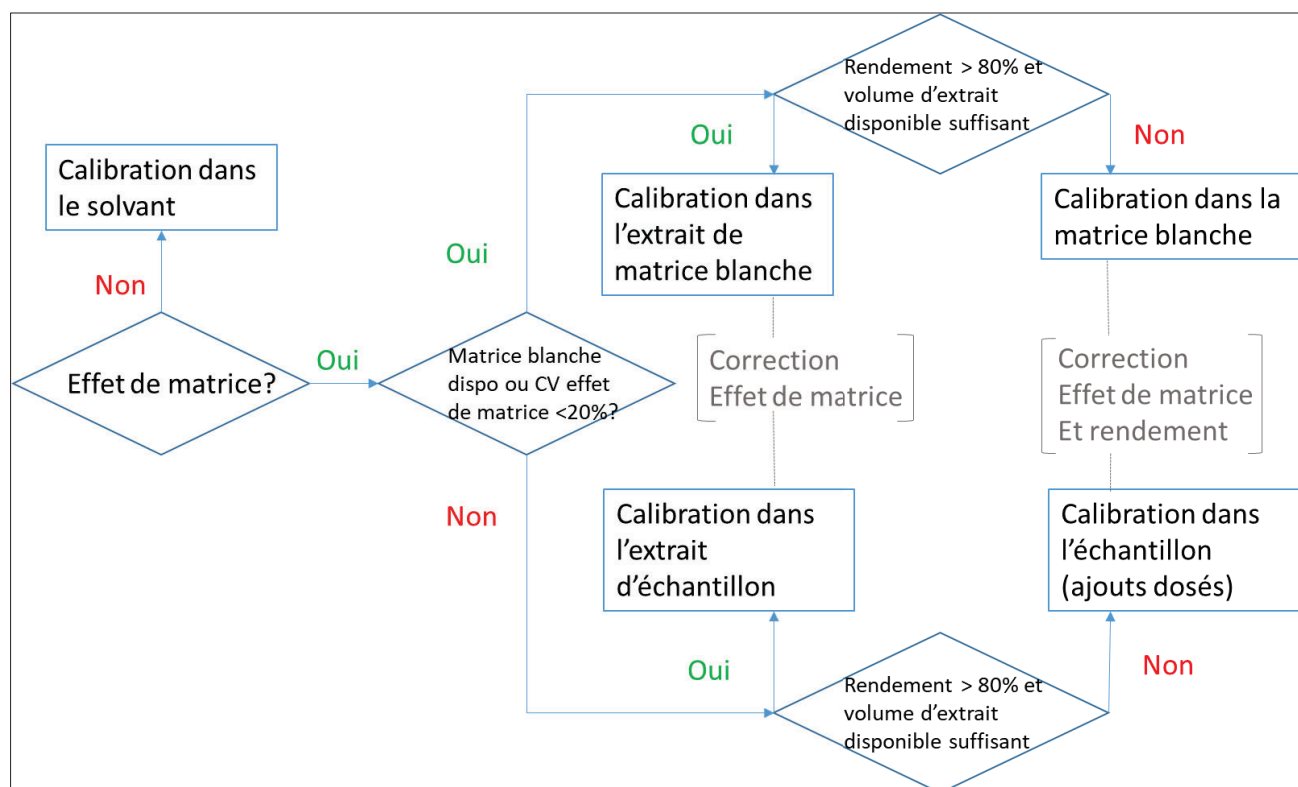 Rendement > 80% et
volume d'extrait
disponible suffisant
Oui
Non
Calibration dans
le solvant
Calibration dans
l'extrait de
matrice blanche
Calibration dans la
matrice blanche
Oui
Non
Effet de matrice?
Oui
Matrice blanche
dispo ou CV effet
de matrice <20%?
Correction
Effet de matrice
Correction
Effet de matrice
Et rendement
Non
Calibration dans
l'extrait
d'échantillon
Calibration dans
l'échantillon
(ajouts dosés)
Oui
Non
Rendement > 80% et
volume d'extrait
disponible suffisant